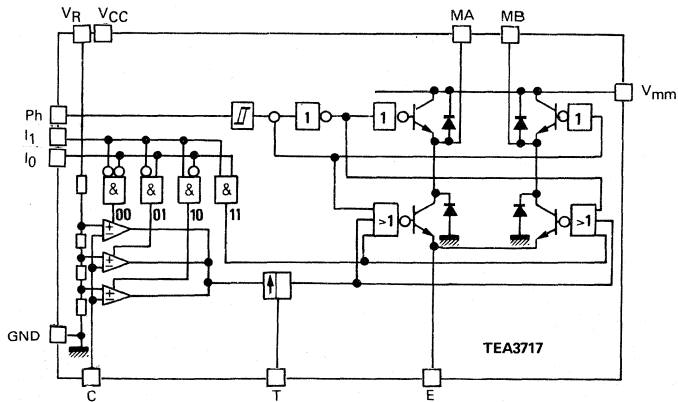 VR VCC MA MB
Vmm
Ph
I1
I0
1 1 1
& & & &
00 01 10 11
>1 >1
±
±
±
GND
TEA3717
C T E